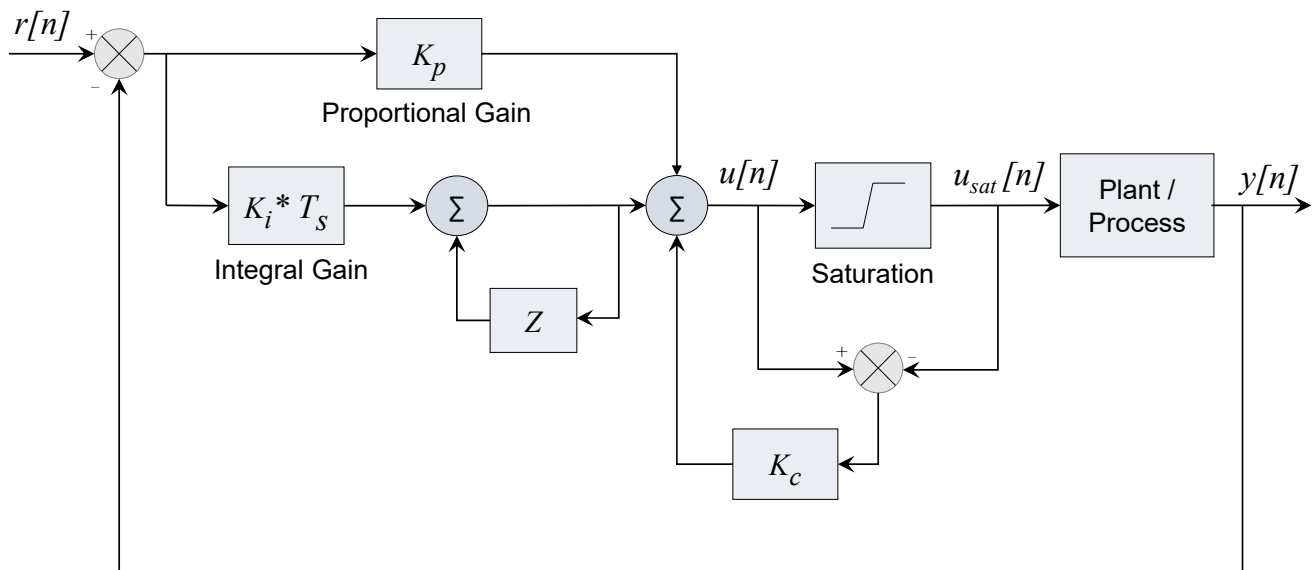 r[n]
+
−
K_p
Proportional Gain
K_i* T_s
Integral Gain
Σ
Z
Σ
u[n]
Saturation
u_sat[n]
Plant /
Process
y[n]
+
−
K_c